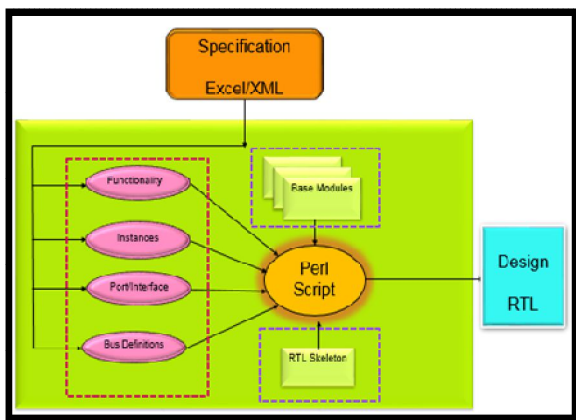 Specification
Excel/XML
Functionality
Base Modules
Instances
Perl
Script
Design
RTL
Port/Interface
Bus Definitions
RTL Skeleton